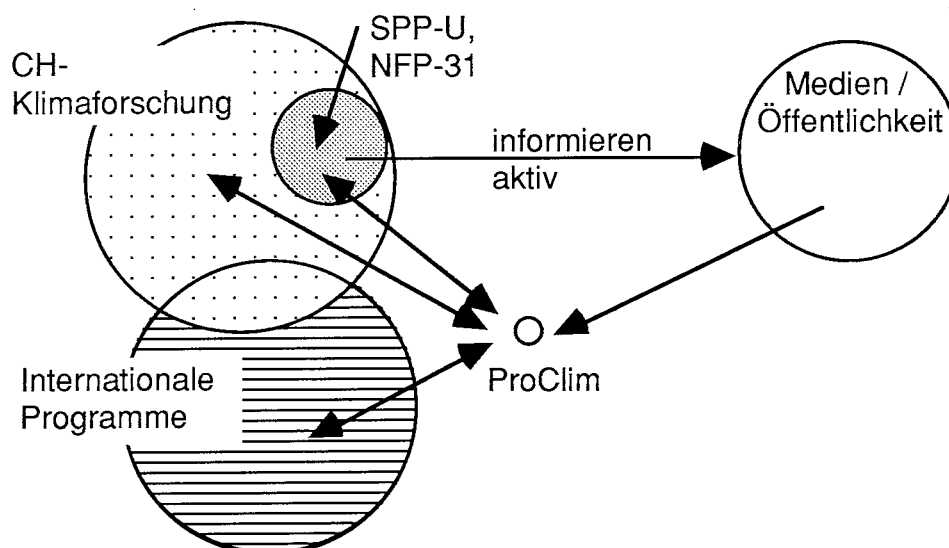 SPP-U,
NFP-31
CH-
Klimaforschung
Medien /
Öffentlichkeit
informieren
aktiv
Internationale
Programme
ProClim